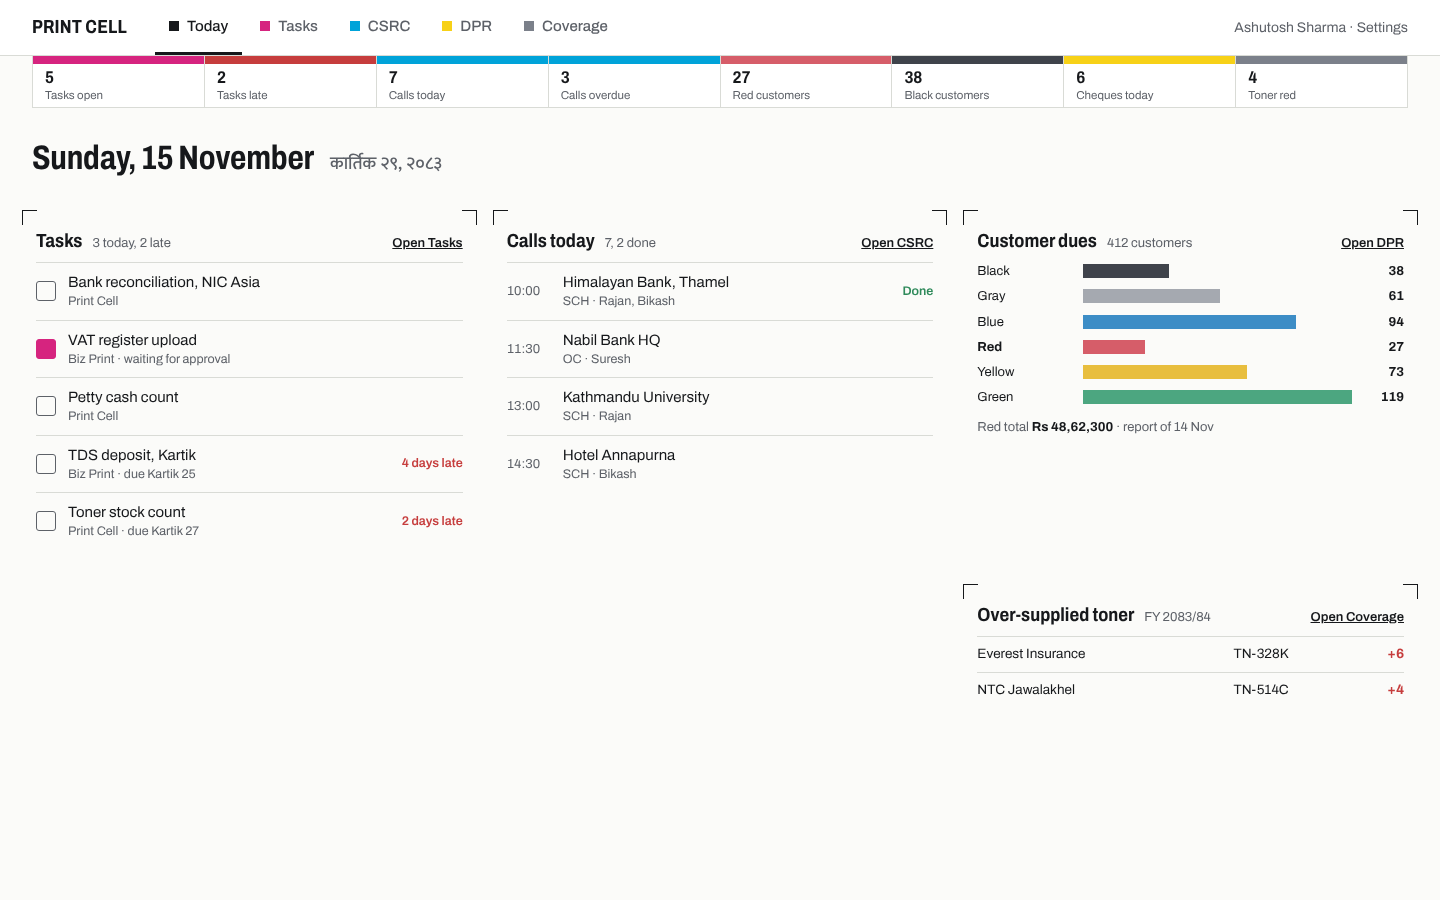 PRINT CELL Today Tasks CSRC DPR Coverage Ashutosh Sharma · Settings
5 2 7 3 27 38 6 4
Tasks open Tasks late Calls today Calls overdue Red customers Black customers Cheques today Toner red
Sunday, 15 November कार्तिक २९, २०८३
Tasks 3 today, 2 late Open Tasks
Bank reconciliation, NIC Asia
Print Cell
VAT register upload
Biz Print · waiting for approval
Petty cash count
Print Cell
TDS deposit, Kartik
Biz Print · due Kartik 25
4 days late
Toner stock count
Print Cell · due Kartik 27
2 days late
Calls today 7, 2 done Open CSRC
10:00 Himalayan Bank, Thamel
SCH · Rajan, Bikash
Done
11:30 Nabil Bank HQ
OC · Suresh
13:00 Kathmandu University
SCH · Rajan
14:30 Hotel Annapurna
SCH · Bikash
Customer dues 412 customers Open DPR
Black 38
Gray 61
Blue 94
Red 27
Yellow 73
Green 119
Red total Rs 48,62,300 · report of 14 Nov
Over-supplied toner FY 2083/84 Open Coverage
Everest Insurance TN-328K +6
NTC Jawalakhel TN-514C +4